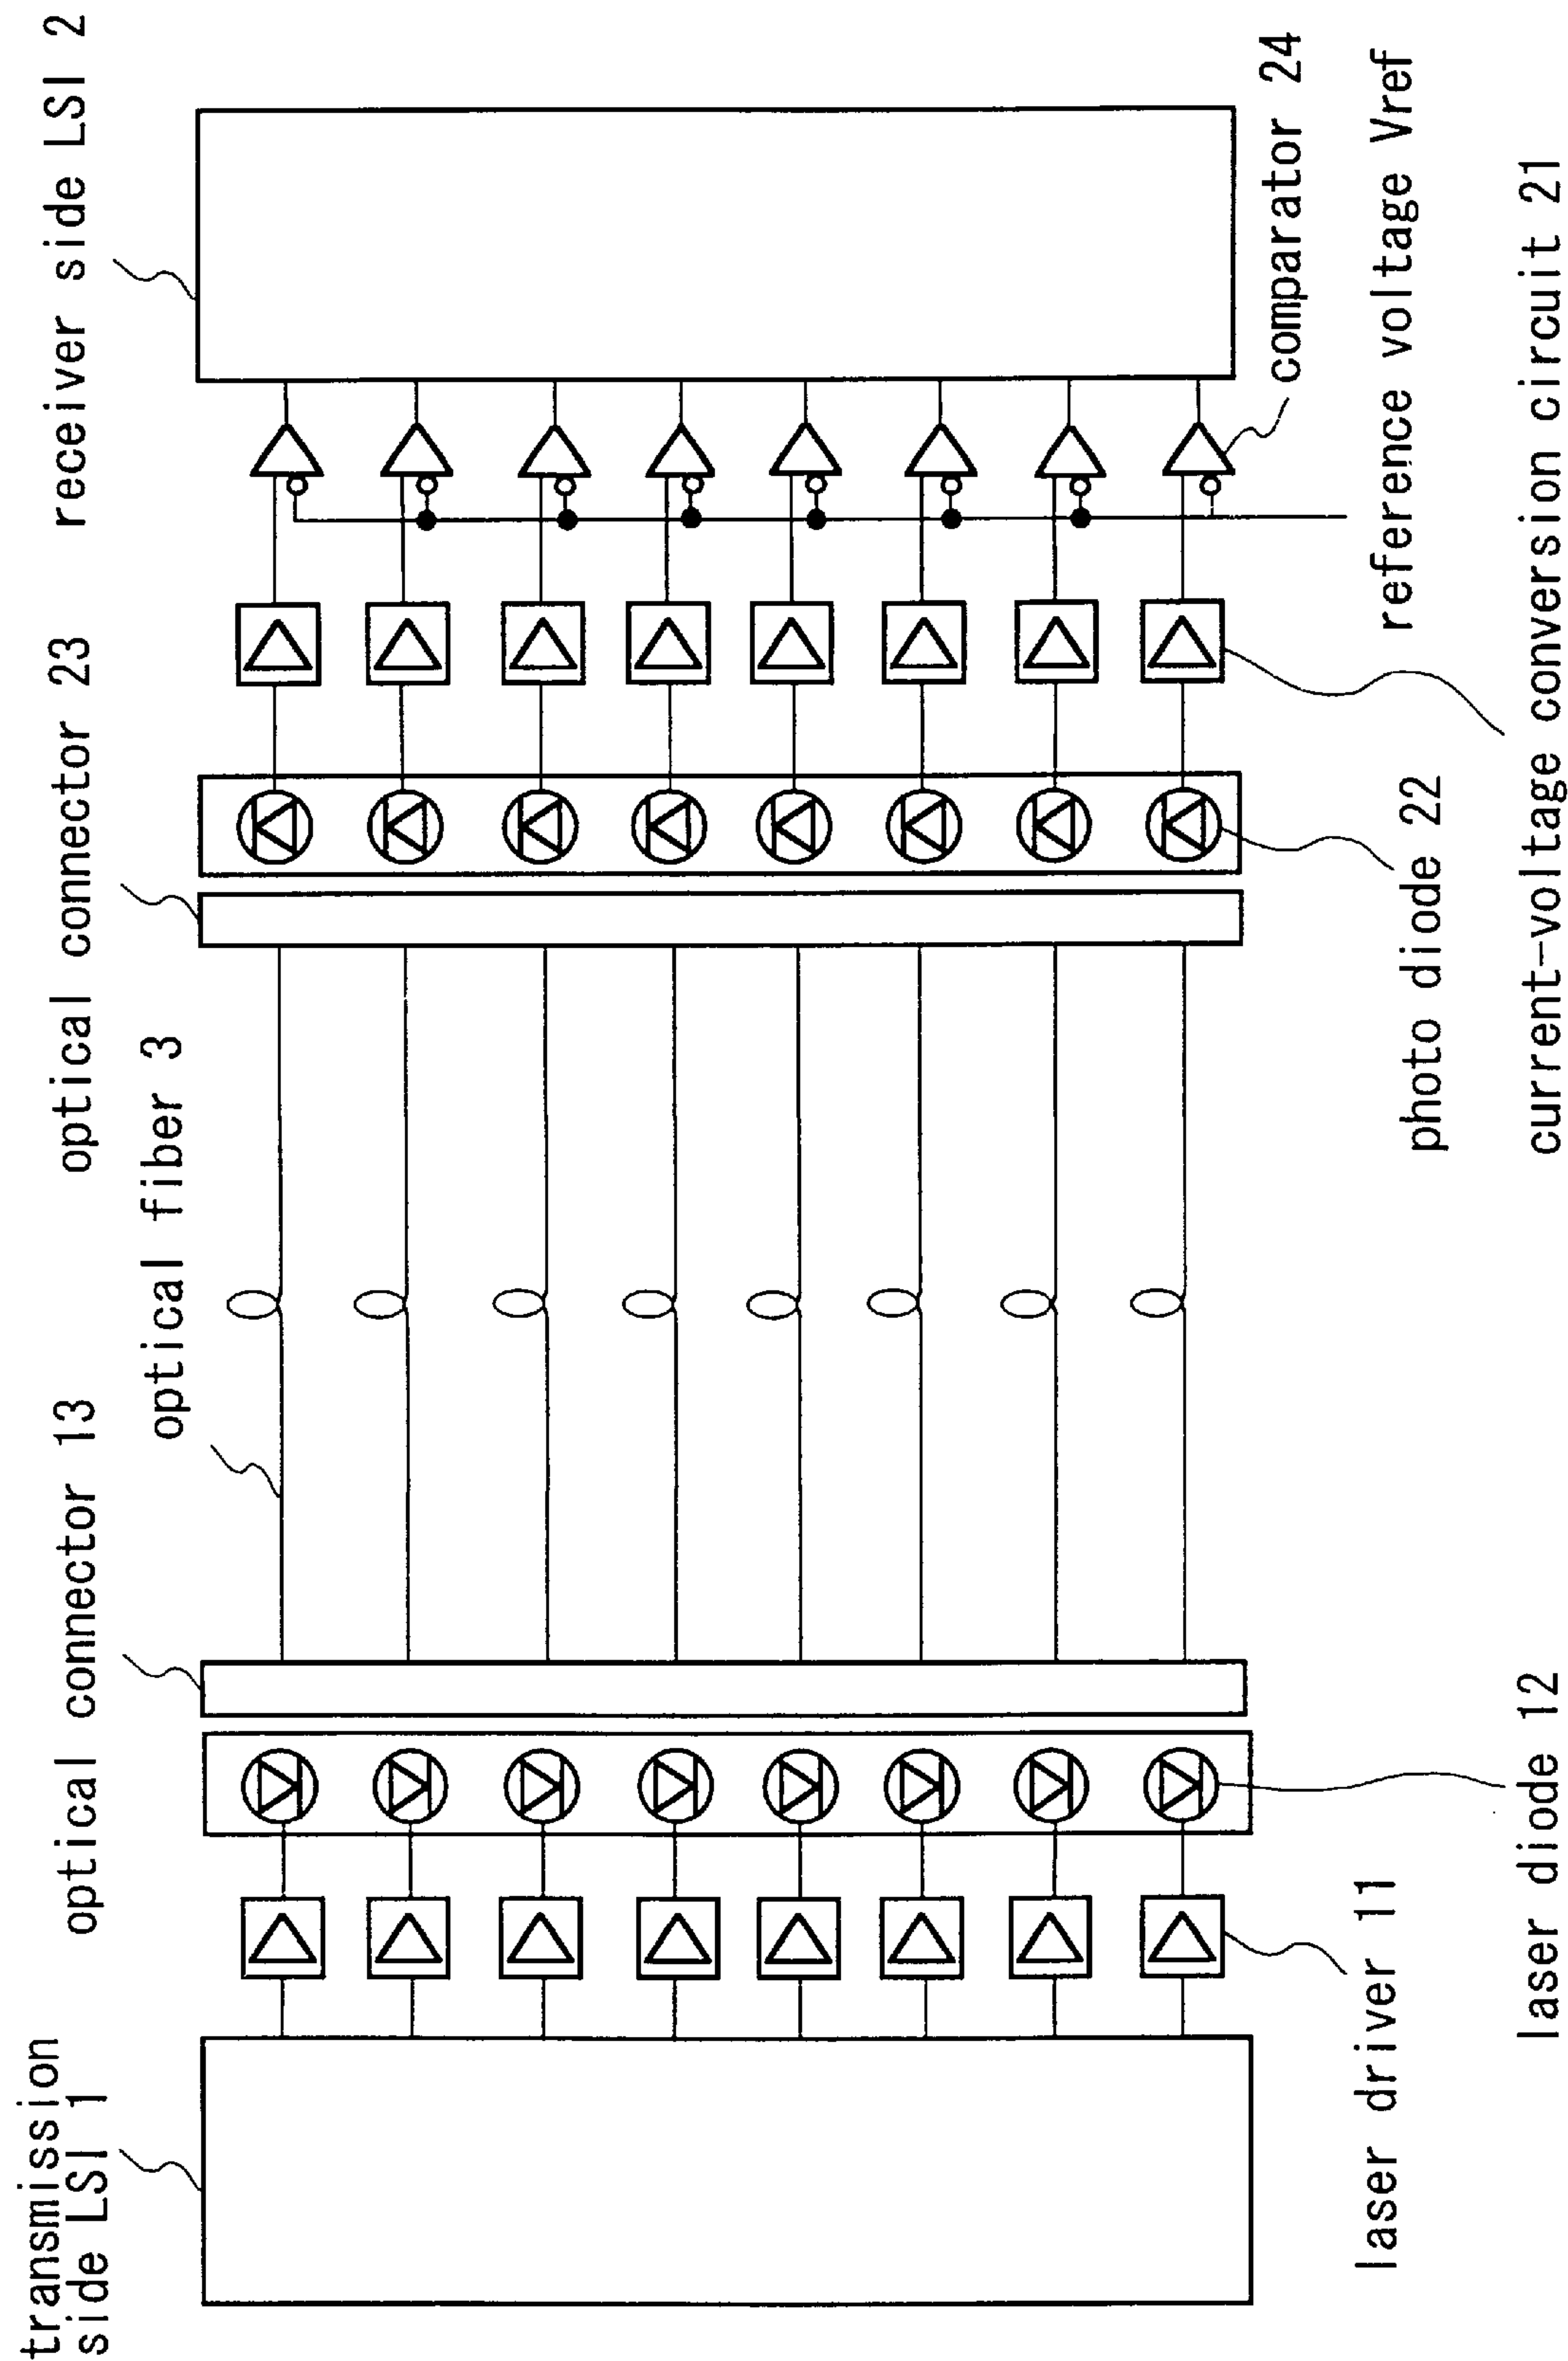 transmission
side LSI 1
optical connector 13
optical fiber 3
optical connector 23
receiver side LSI 2
laser driver 11
laser diode 12
photo diode 22
current-voltage conversion circuit 21
reference voltage Vref
comparator 24